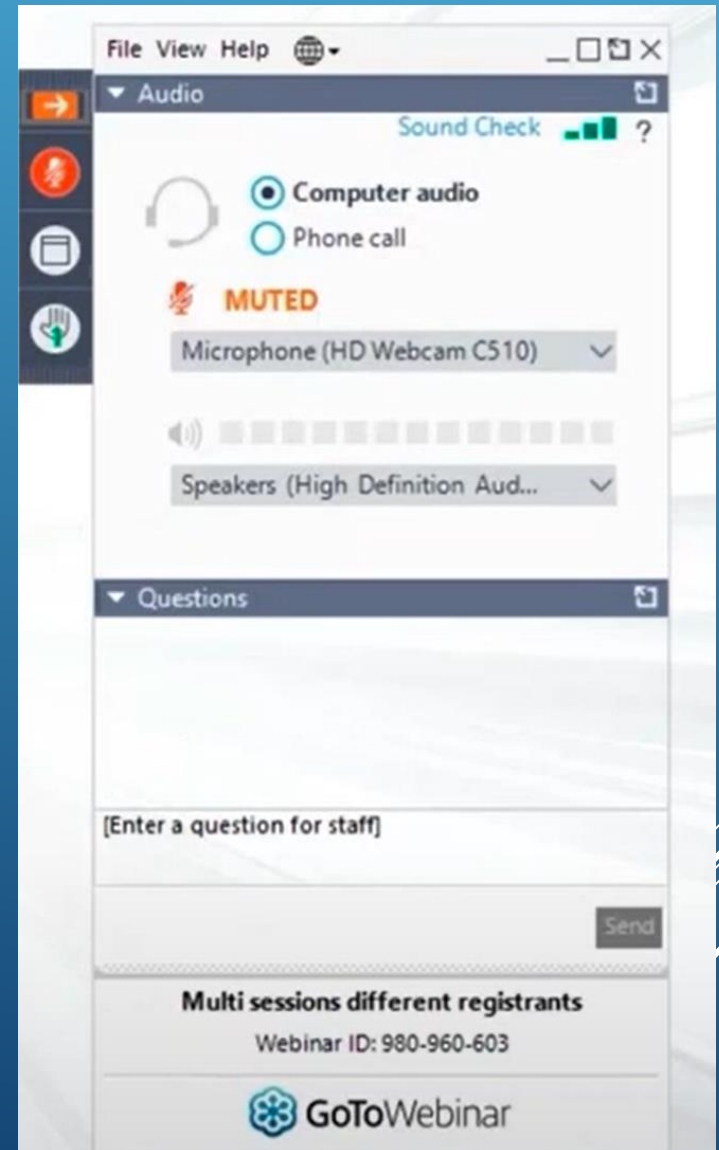 File View Help
Audio
Sound Check ?
Computer audio
Phone call
MUTED
Microphone (HD Webcam C510)
Speakers (High Definition Aud...
Questions
[Enter a question for staff]
Send
Multi sessions different registrants
Webinar ID: 980-960-603
GoToWebinar